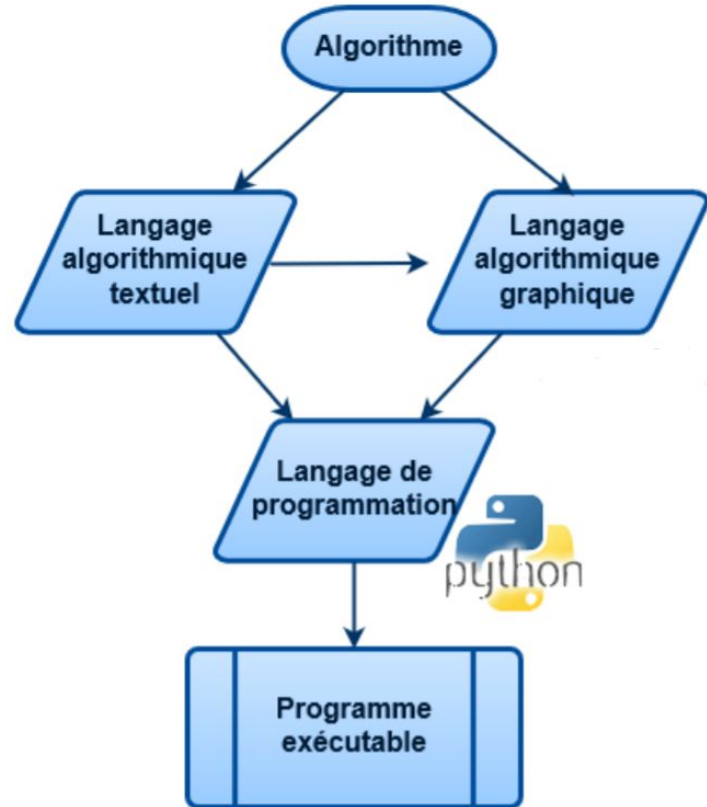 Algorithme
Langage
algorithmique
textuel
Langage
algorithmique
graphique
Langage de
programmation
python
Programme
exécutable